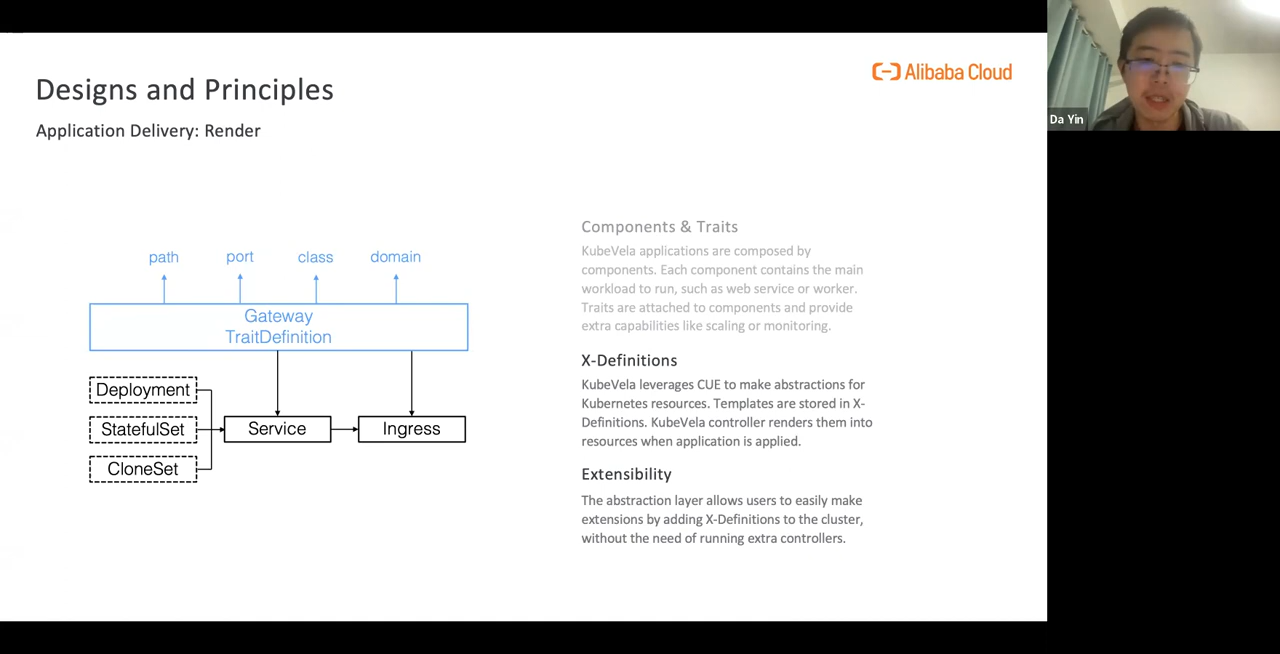 Designs and Principles
Alibaba Cloud
Da Yin
Application Delivery: Render
path
port
class
domain
Gateway
TraitDefinition
Deployment
StatefulSet
CloneSet
Service
Ingress
Components & Traits
KubeVela applications are composed by
components. Each component contains the main
workload to run, such as web service or worker.
Traits are attached to components and provide
extra capabilities like scaling or monitoring.
X-Definitions
KubeVela leverages CUE to make abstractions for
Kubernetes resources. Templates are stored in X-
Definitions. KubeVela controller renders them into
resources when application is applied.
Extensibility
The abstraction layer allows users to easily make
extensions by adding X-Definitions to the cluster,
without the need of running extra controllers.